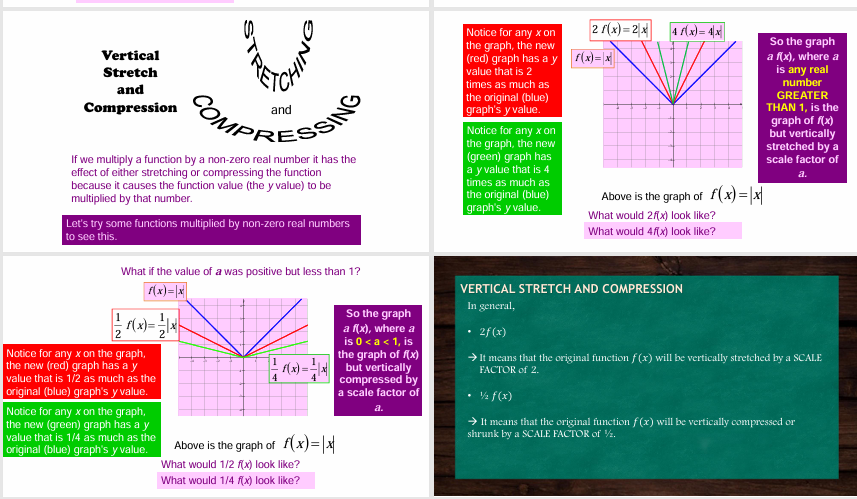 Vertical
Stretch
and
Compression
STRETCHING
and
COMPRESSING
If we multiply a function by a non-zero real number it has the
effect of either stretching or compressing the function
because it causes the function value (the y value) to be
multiplied by that number.
Let's try some functions multiplied by non-zero real numbers
to see this.
Notice for any x on
the graph, the new
(red) graph has a y
value that is 2
times as much as
the original (blue)
graph's y value.
Notice for any x on
the graph, the new
(green) graph has
a y value that is 4
times as much as
the original (blue)
graph's y value.
2 f(x) = 2|x|
4 f(x) = 4|x|
f(x) = |x|
So the graph
a f(x), where a
is any real
number
GREATER
THAN 1, is the
graph of f(x)
but vertically
stretched by a
scale factor of
a.
Above is the graph of f(x) = |x|
What would 2f(x) look like?
What would 4f(x) look like?
What if the value of a was positive but less than 1?
f(x) = |x|
1/2 f(x) = 1/2 |x|
1/4 f(x) = 1/4 |x|
Notice for any x on the graph,
the new (red) graph has a y
value that is 1/2 as much as the
original (blue) graph's y value.
Notice for any x on the graph,
the new (green) graph has a y
value that is 1/4 as much as the
original (blue) graph's y value.
So the graph
a f(x), where a
is 0 < a < 1, is
the graph of f(x)
but vertically
compressed by
a scale factor of
a.
Above is the graph of f(x) = |x|
What would 1/2 f(x) look like?
What would 1/4 f(x) look like?
VERTICAL STRETCH AND COMPRESSION
In general,
• 2f(x)
→ It means that the original function f(x) will be vertically stretched by a SCALE
FACTOR of 2.
• ½ f(x)
→ It means that the original function f(x) will be vertically compressed or
shrunk by a SCALE FACTOR of ½.